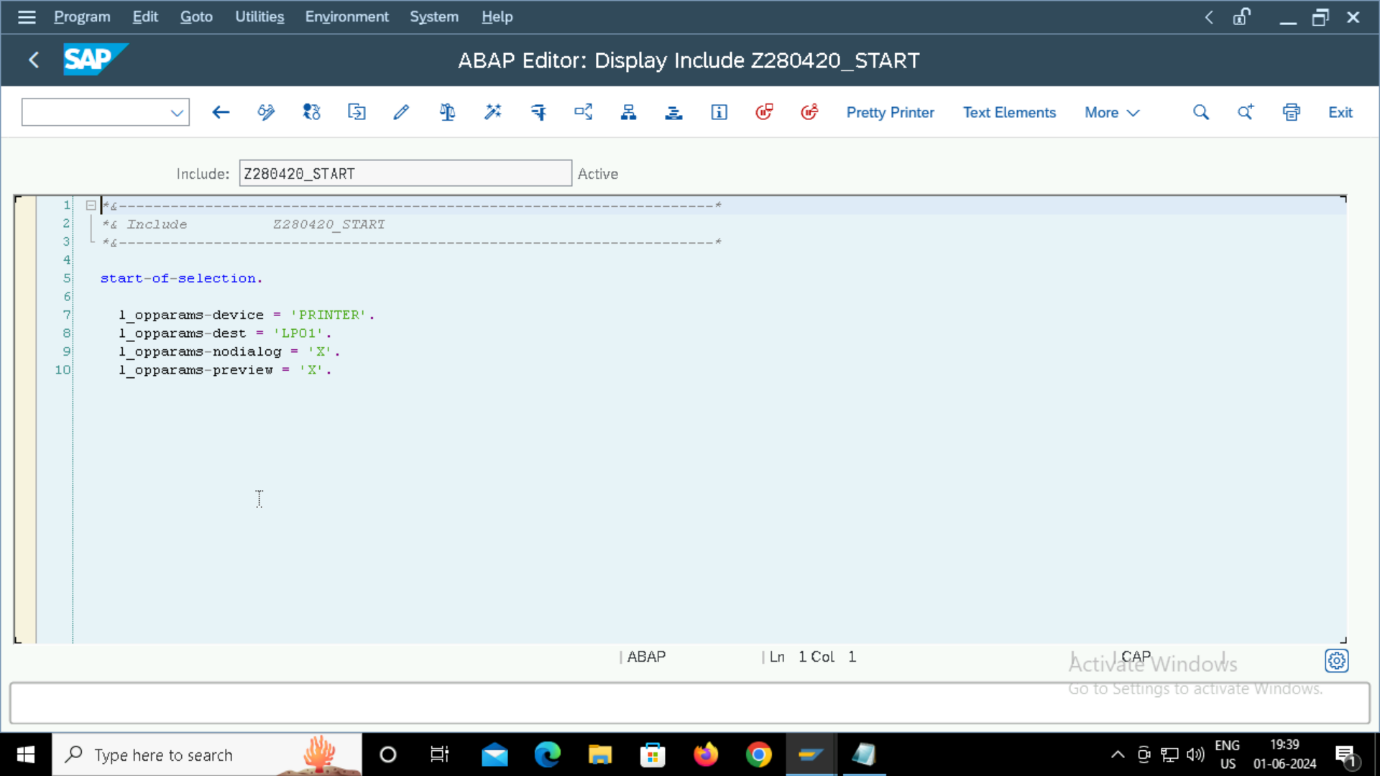 Program Edit Goto Utilities Environment System Help
SAP ABAP Editor: Display Include Z280420_START
Pretty Printer Text Elements More Exit
Include: Z280420_START Active
1 *&---------------------------------------------------------------------*
2 *& Include Z280420_START
3 *&---------------------------------------------------------------------*
4
5 start-of-selection.
6
7 l_opparams-device = 'PRINTER'.
8 l_opparams-dest = 'LP01'.
9 l_opparams-nodialog = 'X'.
10 l_opparams-preview = 'X'.
| ABAP | Ln 1 Col 1 | | CAP |
Activate Windows
Go to Settings to activate Windows.
Type here to search ENG 19:39
US 01-06-2024 1